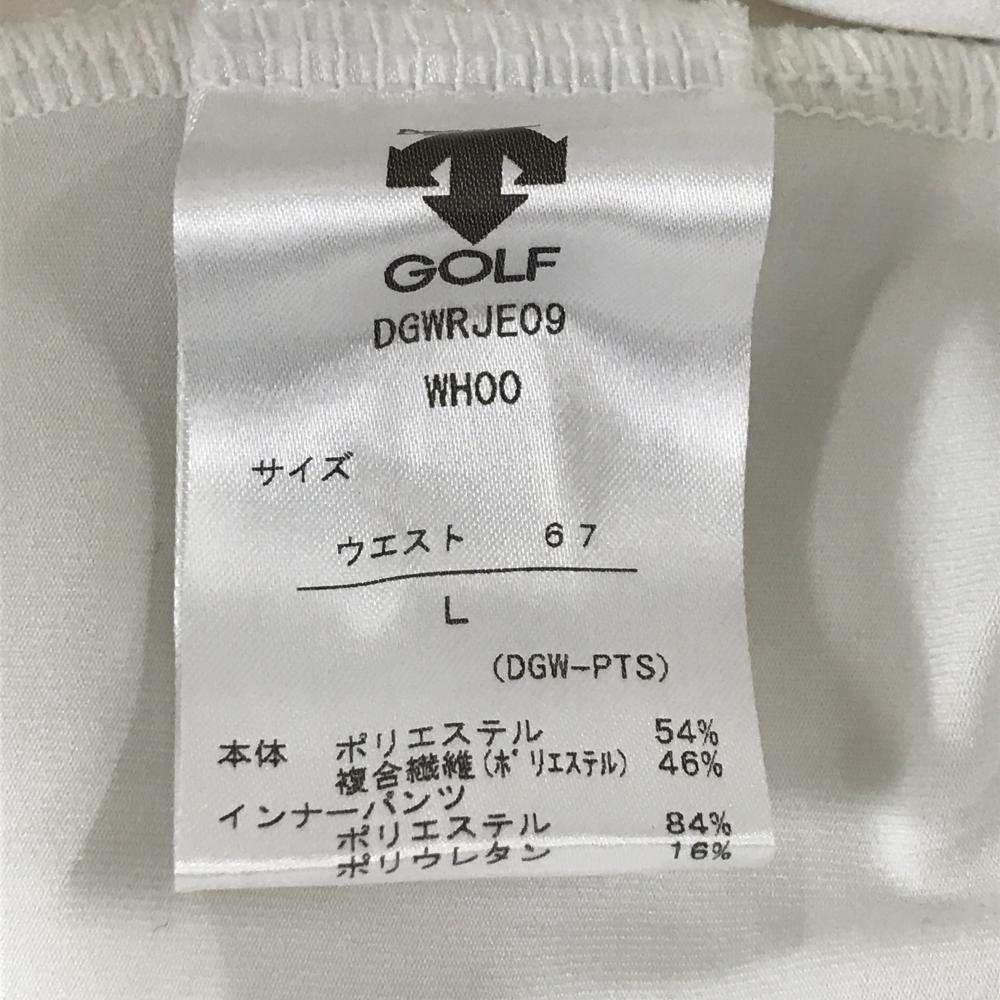 GOLF
DGWRJE09
WH00
サイズ
ウエスト 67
L
(DGW-PTS)
本体 ポリエステル 54%
複合繊維(ポリエステル) 46%
インナーパンツ
ポリエステル 84%
ポリウレタン 16%